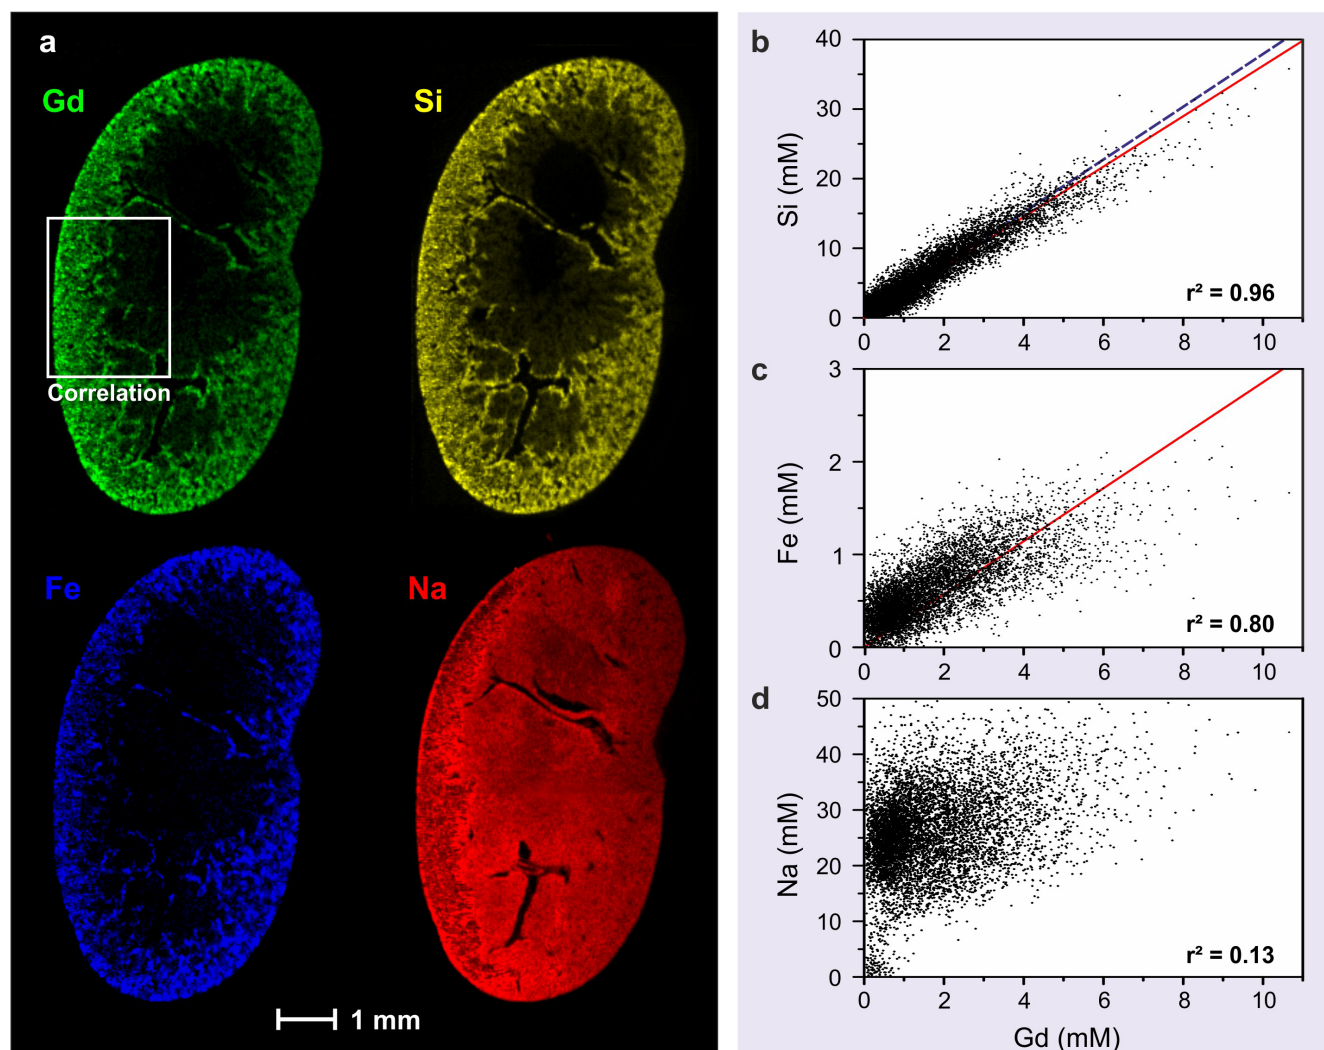 a
Gd
Si
Correlation
Fe
Na
1 mm
b
40
30
20
10
0
Si (mM)
r² = 0.96
0 2 4 6 8 10
c
3
2
1
0
Fe (mM)
r² = 0.80
0 2 4 6 8 10
d
50
40
30
20
10
0
Na (mM)
r² = 0.13
0 2 4 6 8 10
Gd (mM)